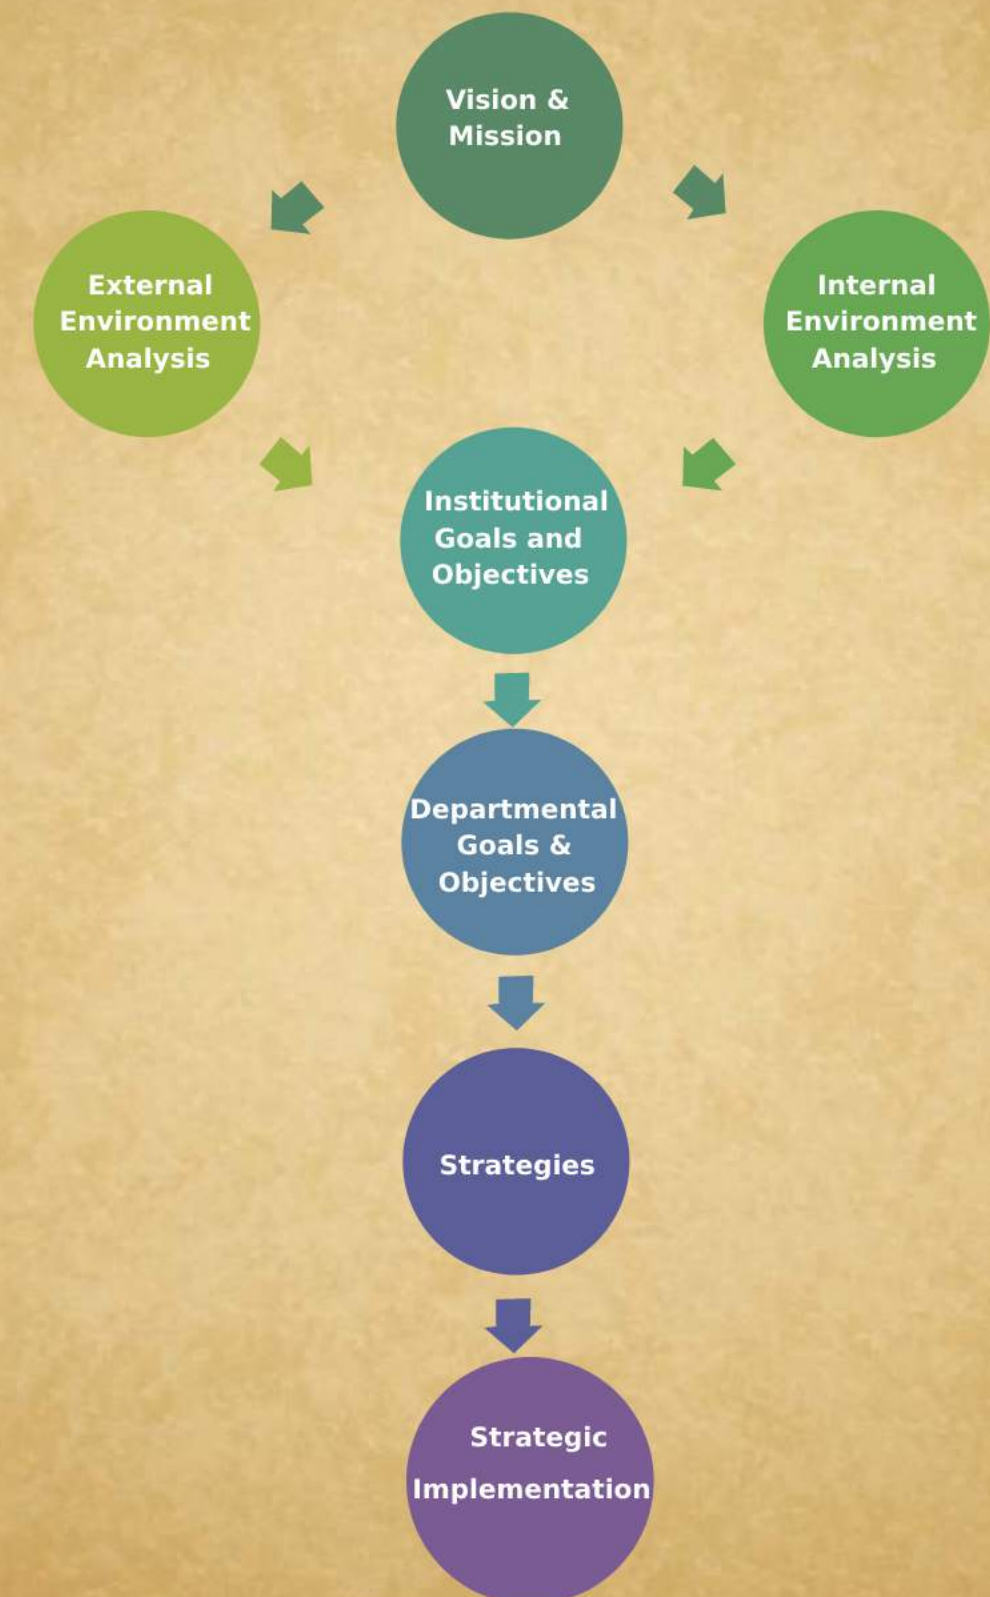 Vision &
Mission
External
Environment
Analysis
Internal
Environment
Analysis
Institutional
Goals and
Objectives
Departmental
Goals &
Objectives
Strategies
Strategic
Implementation